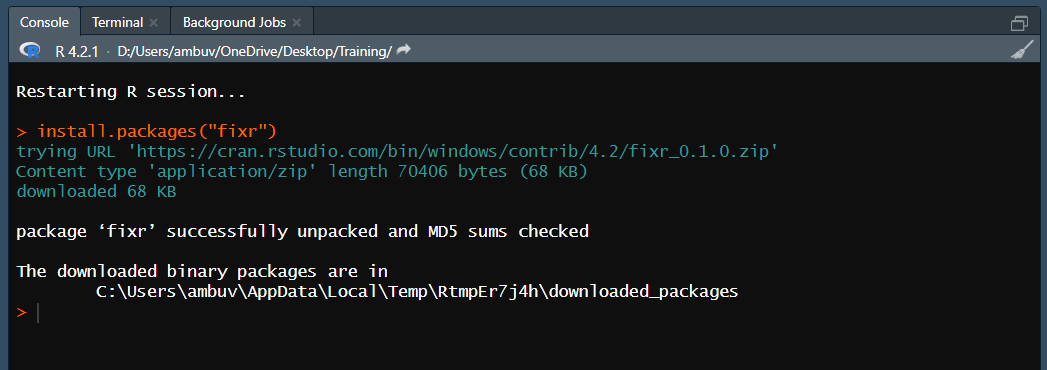 Console Terminal Background Jobs
R 4.2.1 · D:/Users/ambuv/OneDrive/Desktop/Training/
Restarting R session...
> install.packages("fixr")
trying URL 'https://cran.rstudio.com/bin/windows/contrib/4.2/fixr_0.1.0.zip'
Content type 'application/zip' length 70406 bytes (68 KB)
downloaded 68 KB
package ‘fixr’ successfully unpacked and MD5 sums checked
The downloaded binary packages are in
C:\Users\ambuv\AppData\Local\Temp\RtmpEr7j4h\downloaded_packages
>